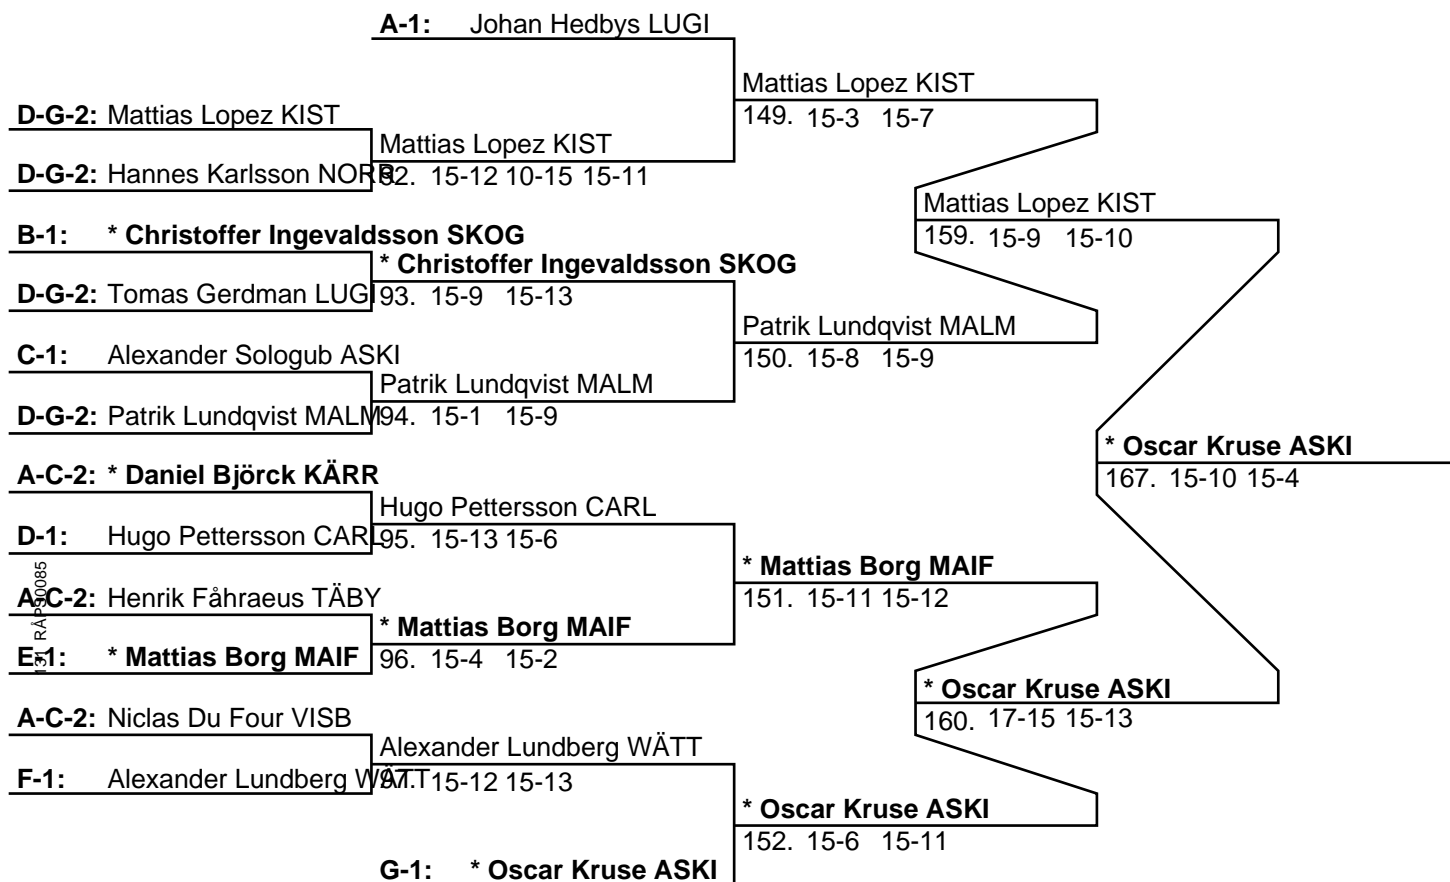 A-1: Johan Hedbys LUGI
Mattias Lopez KIST
149. 15-3 15-7
D-G-2: Mattias Lopez KIST
Mattias Lopez KIST
92. 15-12 10-15 15-11
D-G-2: Hannes Karlsson NORR
Mattias Lopez KIST
159. 15-9 15-10
B-1: * Christoffer Ingevaldsson SKOG
* Christoffer Ingevaldsson SKOG
93. 15-9 15-13
D-G-2: Tomas Gerdman LUGI
Patrik Lundqvist MALM
150. 15-8 15-9
C-1: Alexander Sologub ASKI
Patrik Lundqvist MALM
94. 15-1 15-9
D-G-2: Patrik Lundqvist MALM
* Oscar Kruse ASKI
167. 15-10 15-4
A-C-2: * Daniel Björck KÄRR
Hugo Pettersson CARL
95. 15-13 15-6
D-1: Hugo Pettersson CARL
* Mattias Borg MAIF
151. 15-11 15-12
A-C-2: Henrik Fåhraeus TÄBY
* Mattias Borg MAIF
96. 15-4 15-2
E-1: * Mattias Borg MAIF
* Oscar Kruse ASKI
160. 17-15 15-13
A-C-2: Niclas Du Four VISB
Alexander Lundberg WÄTT
97. 15-12 15-13
F-1: Alexander Lundberg WÄTT
* Oscar Kruse ASKI
152. 15-6 15-11
G-1: * Oscar Kruse ASKI